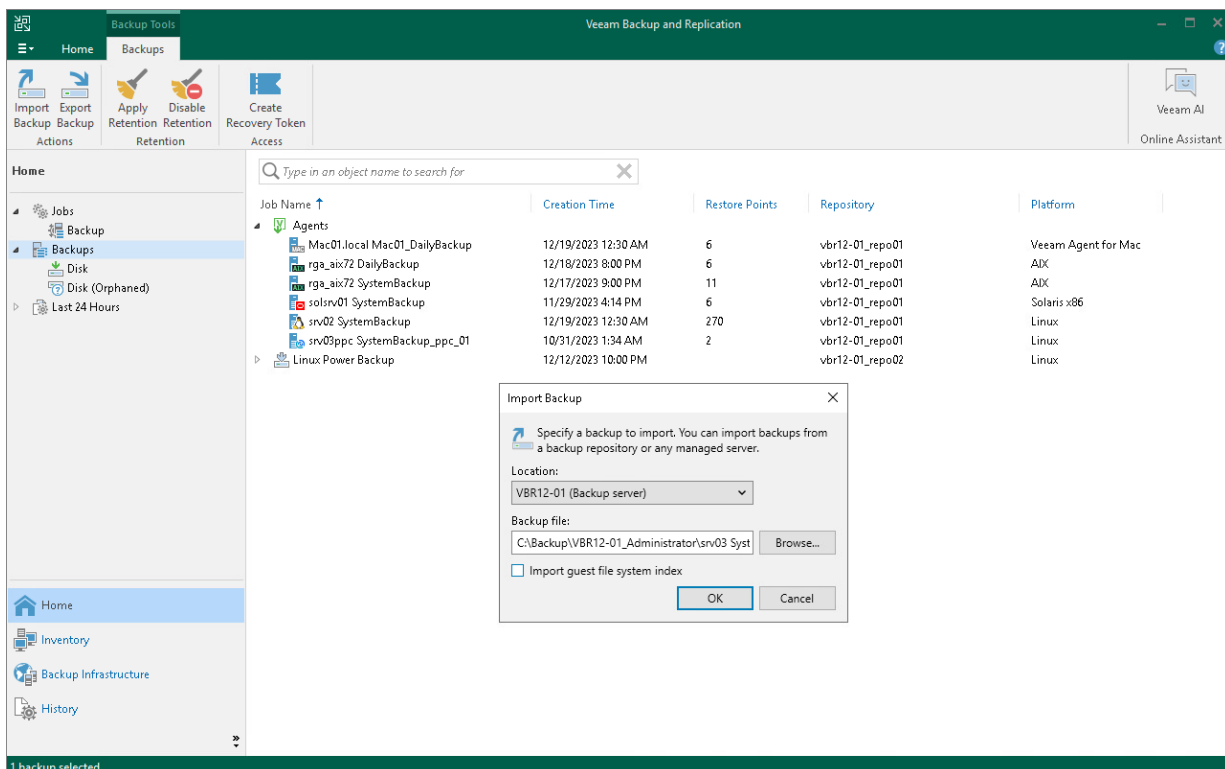 Backup Tools
Veeam Backup and Replication
Home Backups
Import Backup
Export Backup
Apply Retention
Disable Retention
Create Recovery Token
Veeam AI
Actions Retention Access Online Assistant
Home
Type in an object name to search for
Jobs
Backup
Backups
Disk
Disk (Orphaned)
Last 24 Hours
Job Name Creation Time Restore Points Repository Platform
Agents
Mac01.local Mac01_DailyBackup 12/19/2023 12:30 AM 6 vbr12-01_repo01 Veeam Agent for Mac
rga_aix72 DailyBackup 12/18/2023 8:00 PM 6 vbr12-01_repo01 AIX
rga_aix72 SystemBackup 12/17/2023 9:00 PM 11 vbr12-01_repo01 AIX
solsrv01 SystemBackup 11/29/2023 4:14 PM 6 vbr12-01_repo01 Solaris x86
srv02 SystemBackup 12/19/2023 12:30 AM 270 vbr12-01_repo01 Linux
srv03ppc SystemBackup_ppc_01 10/31/2023 1:34 AM 2 vbr12-01_repo01 Linux
Linux Power Backup 12/12/2023 10:00 PM vbr12-01_repo02 Linux
Import Backup
Specify a backup to import. You can import backups from
a backup repository or any managed server.
Location:
VBR12-01 (Backup server)
Backup file:
C:\Backup\VBR12-01_Administrator\srv03 Syst Browse...
Import guest file system index
OK Cancel
Home
Inventory
Backup Infrastructure
History
1 backup selected